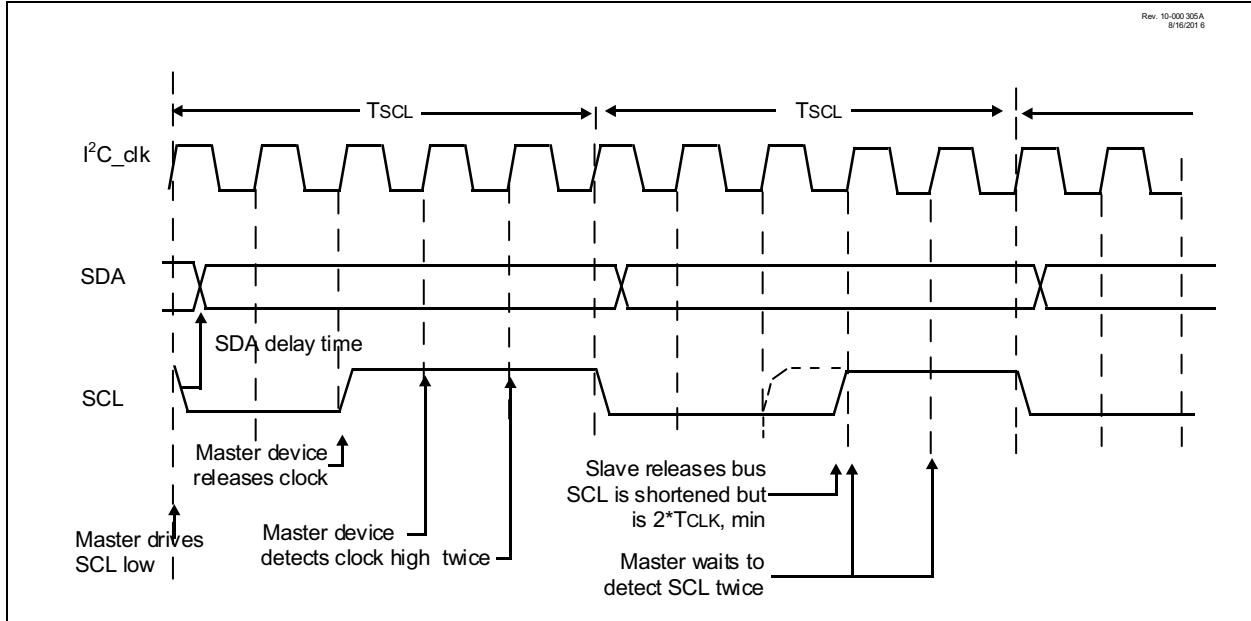 Rev. 10-000 305A
8/16/201 6
TSCL
TSCL
I²C_clk
SDA
SDA delay time
SCL
Master device
releases clock
Master drives
SCL low
Master device
detects clock high twice
Slave releases bus
SCL is shortened but
is 2*TCLK, min
Master waits to
detect SCL twice